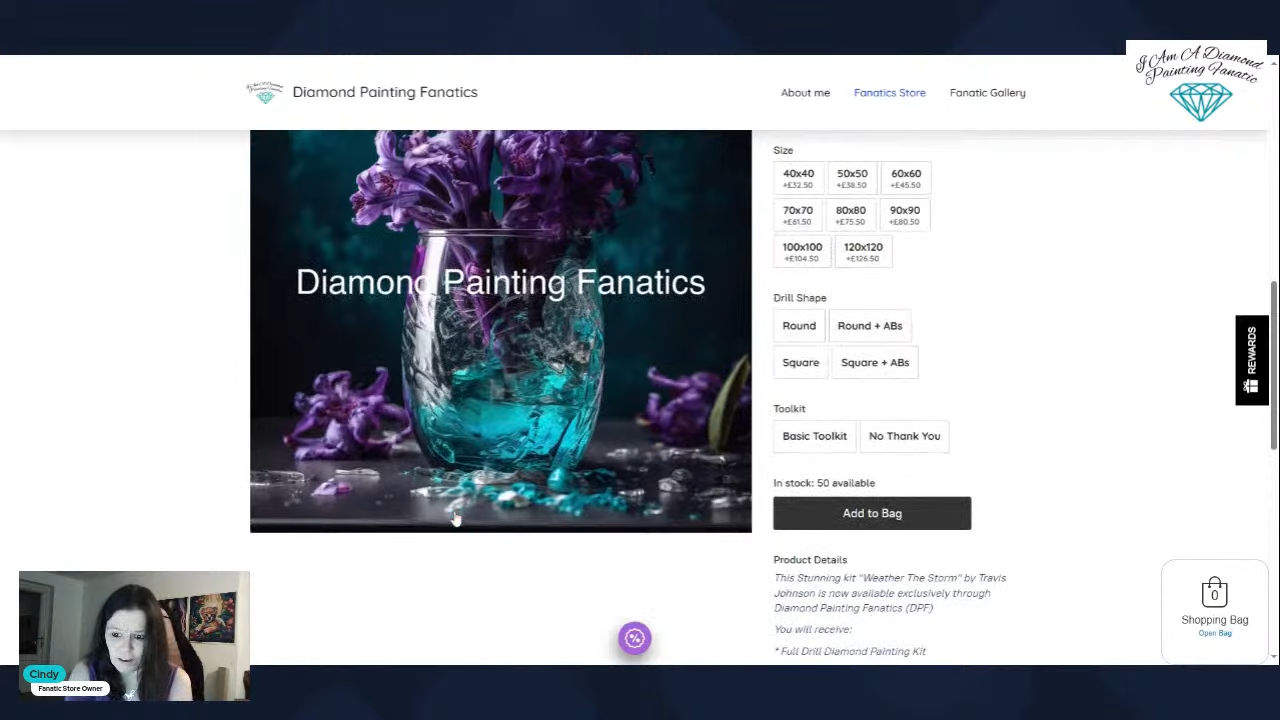 I Am A Diamond
Painting Fanatic
Diamond Painting Fanatics
About me
Fanatics Store
Fanatic Gallery
Diamond Painting Fanatics
Size
40x40
+£32.50
50x50
+£38.50
60x60
+£45.50
70x70
+£61.50
80x80
+£75.50
90x90
+£80.50
100x100
+£104.50
120x120
+£126.50
Drill Shape
Round
Round + ABs
Square
Square + ABs
Toolkit
Basic Toolkit
No Thank You
In stock: 50 available
Add to Bag
Product Details
This Stunning kit "Weather The Storm" by Travis
Johnson is now available exclusively through
Diamond Painting Fanatics (DPF)
You will receive:
* Full Drill Diamond Painting Kit
REWARDS
0
Shopping Bag
Open Bag
Cindy
Fanatic Store Owner